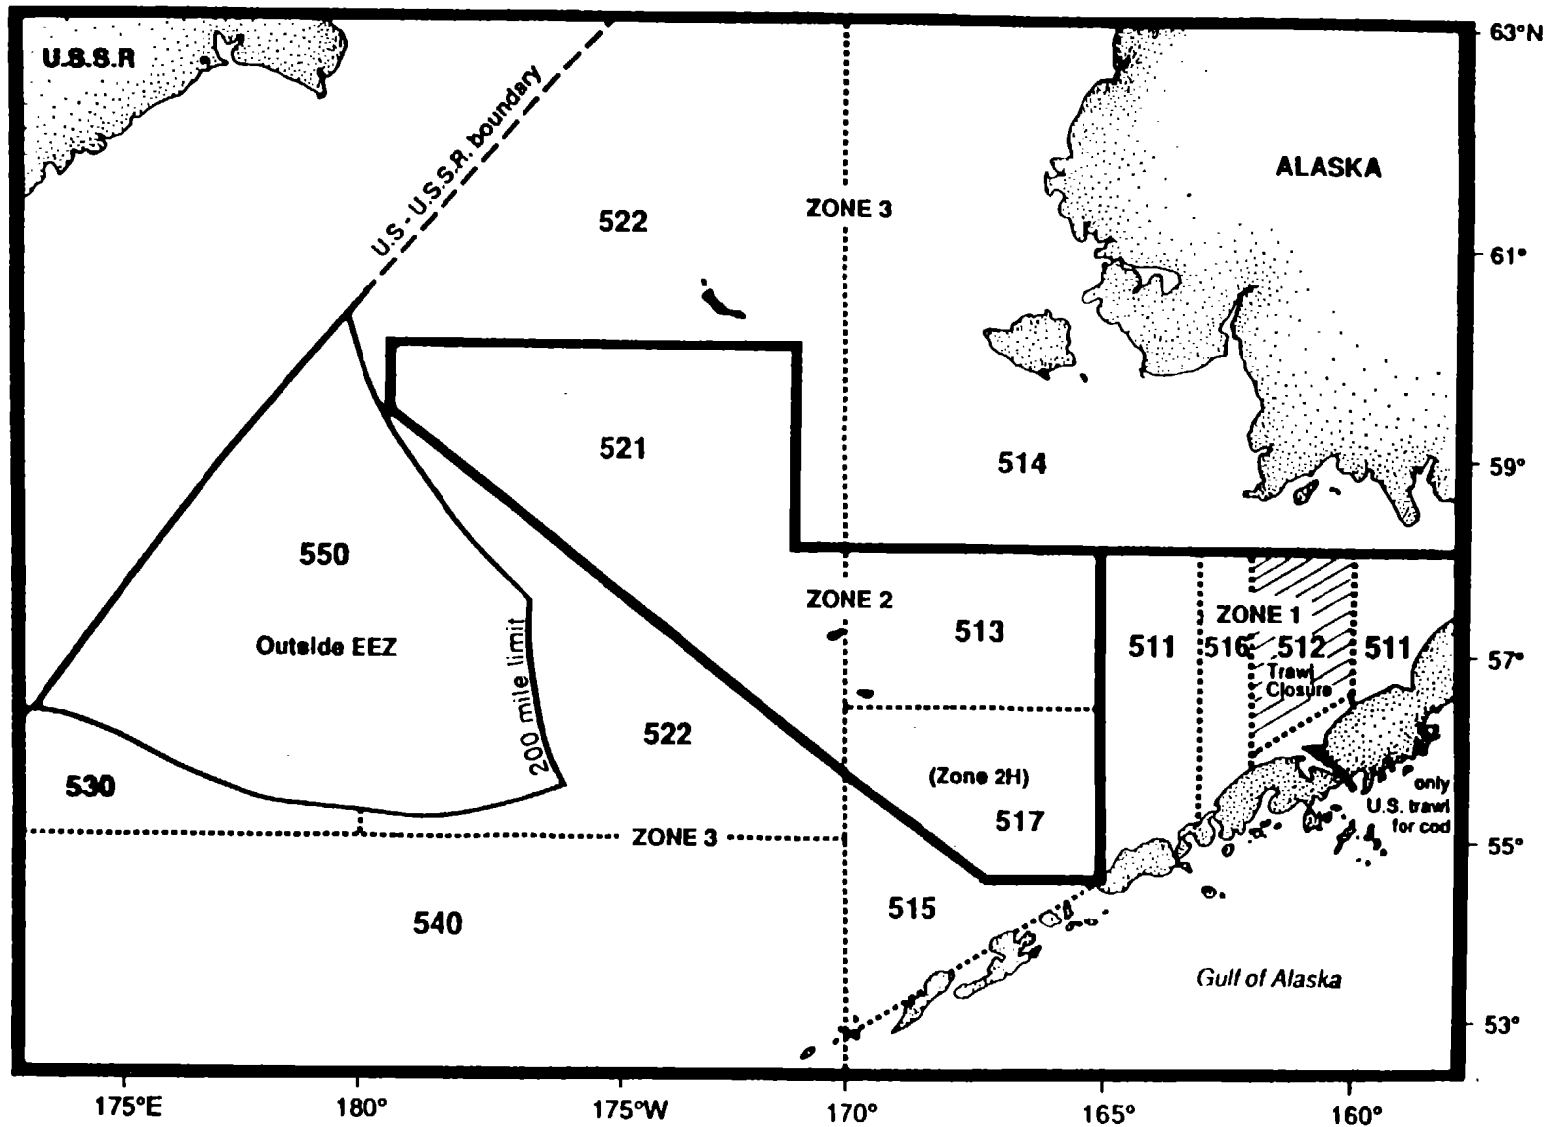 63°N
U.S.S.R
U.S - U.S.S.R. boundary
ALASKA
ZONE 3
522
61°
521
514
59°
550
ZONE 2
ZONE 1
513
511
516
512
511
Outside EEZ
57°
Trawl
Closure
200 mile limit
522
(Zone 2H)
530
only
U.S. trawl
for cod
517
ZONE 3
55°
540
515
Gulf of Alaska
53°
175°E
180°
175°W
170°
165°
160°